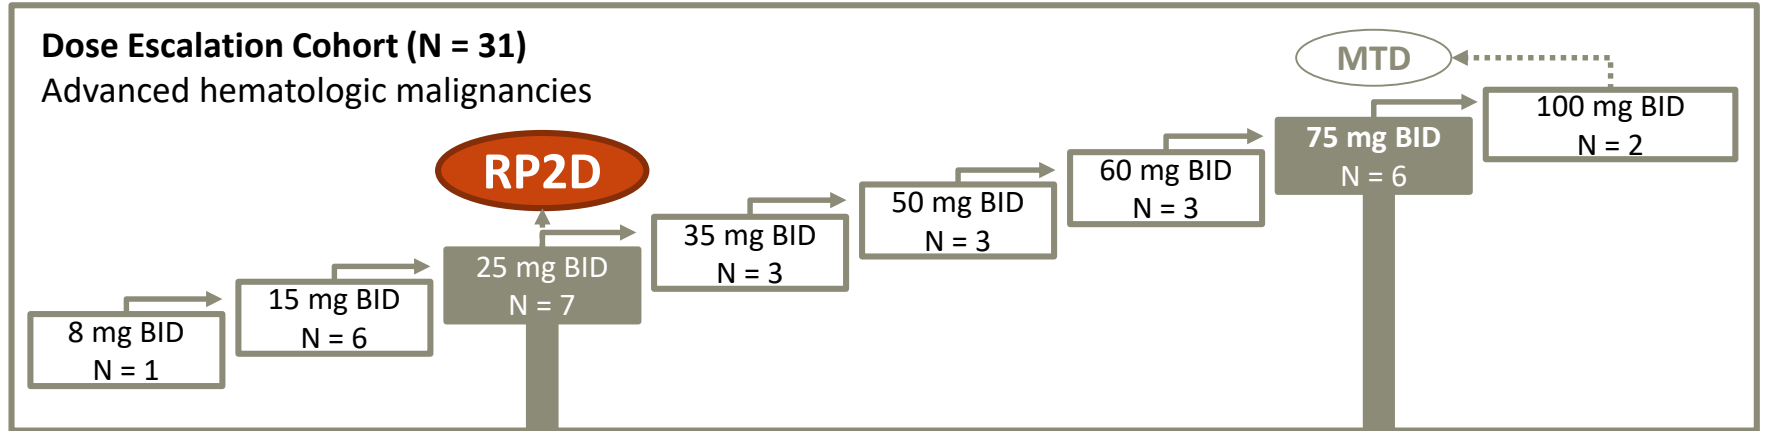 Dose Escalation Cohort (N = 31)
Advanced hematologic malignancies
8 mg BID
N = 1
15 mg BID
N = 6
RP2D
25 mg BID
N = 7
35 mg BID
N = 3
50 mg BID
N = 3
60 mg BID
N = 3
75 mg BID
N = 6
MTD
100 mg BID
N = 2